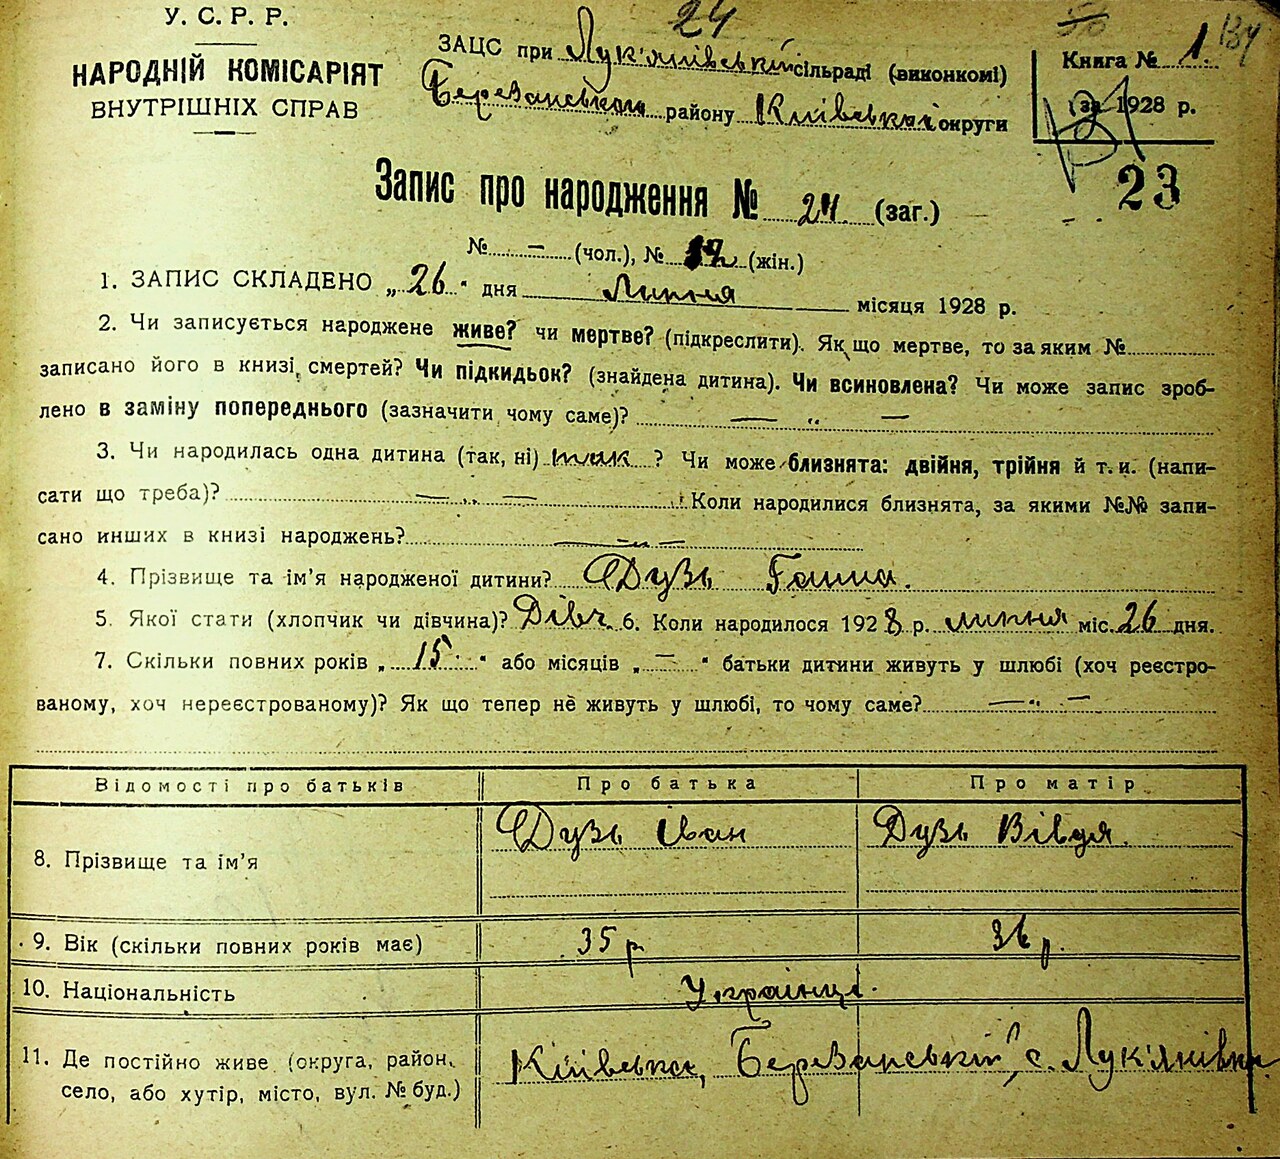 24
134
У. С. Р. Р.
НАРОДНІЙ КОМІСАРІЯТ
ВНУТРІШНІХ СПРАВ
ЗАЦС при Лук'янівській сільраді (виконкомі)
Березанського району Київської округи
Книга № 1.
(за 1928 р.
23
Запис про народження № 24 (заг.)
№ — (чол.), № (жін.)
1. ЗАПИС СКЛАДЕНО „26" дня Липня місяця 1928 р.
2. Чи записується народжене живе? чи мертве? (підкреслити). Як що мертве, то за яким №
записано його в книзі смертей? Чи підкидьок? (знайдена дитина). Чи всиновлена? Чи може запис зроб-
лено в заміну попереднього (зазначити чому саме)? — „ —
3. Чи народилась одна дитина (так, ні) так ? Чи може близнята: двійня, трійня й т. и. (напи-
сати що треба)? — „ — Коли народилися близнята, за якими №№ запи-
сано инших в книзі народжень? — „ —
4. Прізвище та ім'я народженої дитини? Дузь Ганна.
5. Якої стати (хлопчик чи дівчина)? Дівч. 6. Коли народилося 1928 р. липня міс. 26 дня.
7. Скільки повних років „15" або місяців „—" батьки дитини живуть у шлюбі (хоч реєстро-
ваному, хоч нереєстрованому)? Як що тепер не живуть у шлюбі, то чому саме? — „ —
Відомості про батьків Про батька Про матір
8. Прізвище та ім'я Дузь Іван Дузь Вівдя.
9. Вік (скільки повних років має) 35 р. 36 р.
10. Національність Українці.
11. Де постійно живе (округа, район, село, або хутір, місто, вул. № буд.) Київська, Березанський, с. Лук'янівка